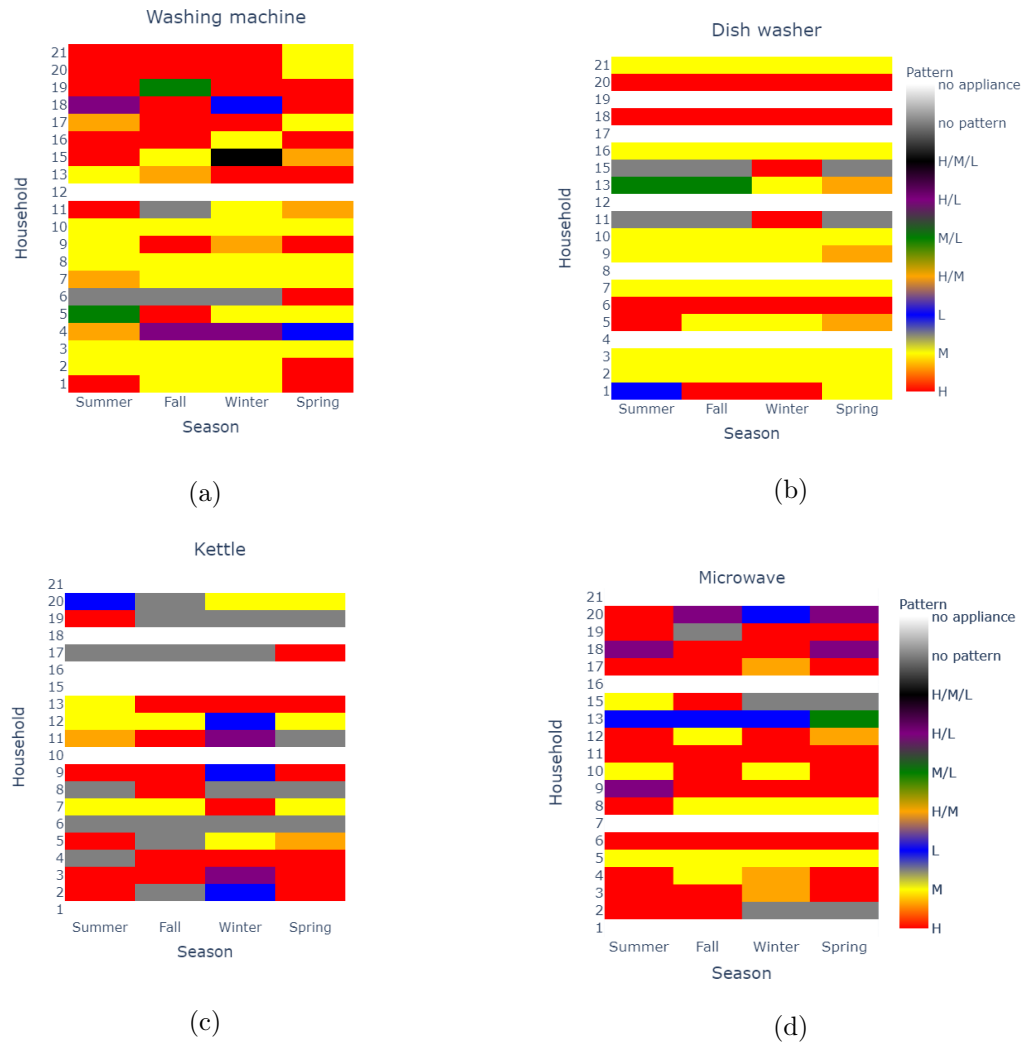 Washing machine
21
20
19
18
17
16
15
13
12
11
10
9
8
7
6
5
4
3
2
1
Household
Summer Fall Winter Spring
Season
(a)
Dish washer
21
20
19
18
17
16
15
13
12
11
10
9
8
7
6
5
4
3
2
1
Household
Summer Fall Winter Spring
Season
Pattern
no appliance
no pattern
H/M/L
H/L
M/L
H/M
L
M
H
(b)
Kettle
21
20
19
18
17
16
15
13
12
11
10
9
8
7
6
5
4
3
2
1
Household
Summer Fall Winter Spring
Season
(c)
Microwave
21
20
19
18
17
16
15
13
12
11
10
9
8
7
6
5
4
3
2
1
Household
Summer Fall Winter Spring
Season
Pattern
no appliance
no pattern
H/M/L
H/L
M/L
H/M
L
M
H
(d)